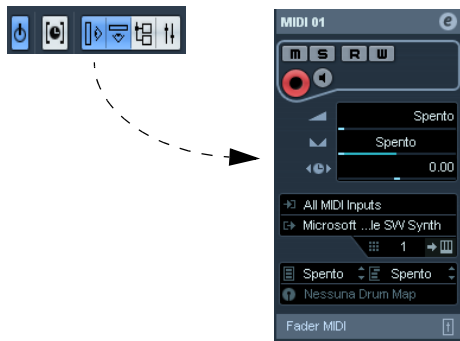 MIDI 01 e
m S R W
Spento
Spento
0.00
All MIDI Inputs
Microsoft ...le SW Synth
1
Spento Spento
Nessuna Drum Map
Fader MIDI